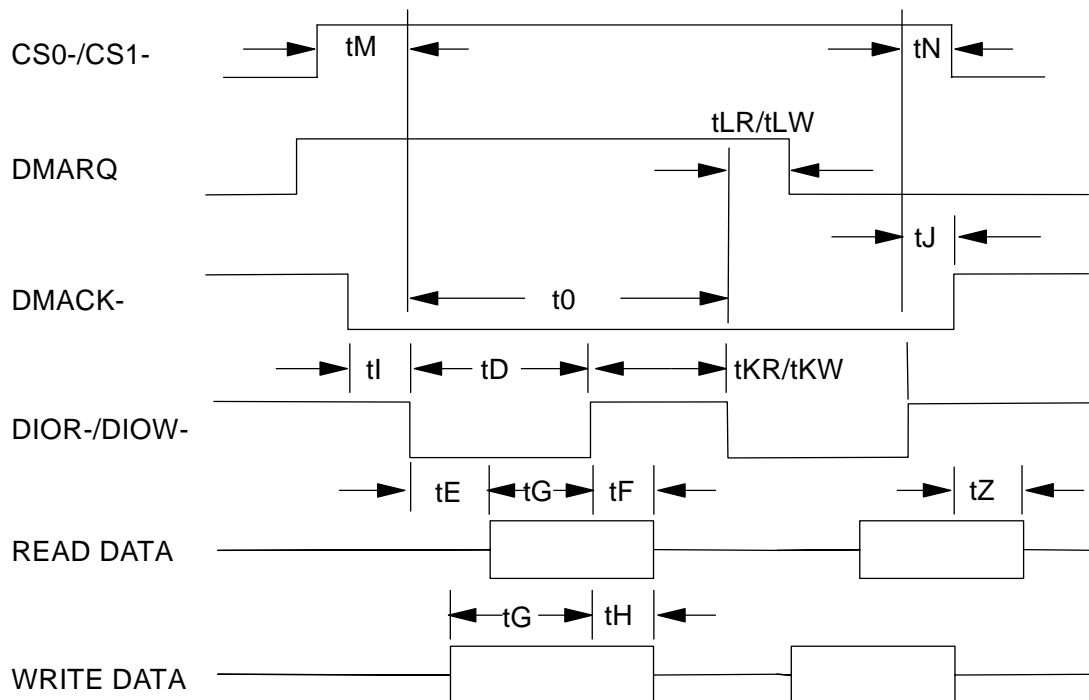 CS0-/CS1-
tM
tN
tLR/tLW
DMARQ
tJ
DMACK-
t0
tI
tD
tKR/tKW
DIOR-/DIOW-
tE
tG
tF
tZ
READ DATA
tG
tH
WRITE DATA